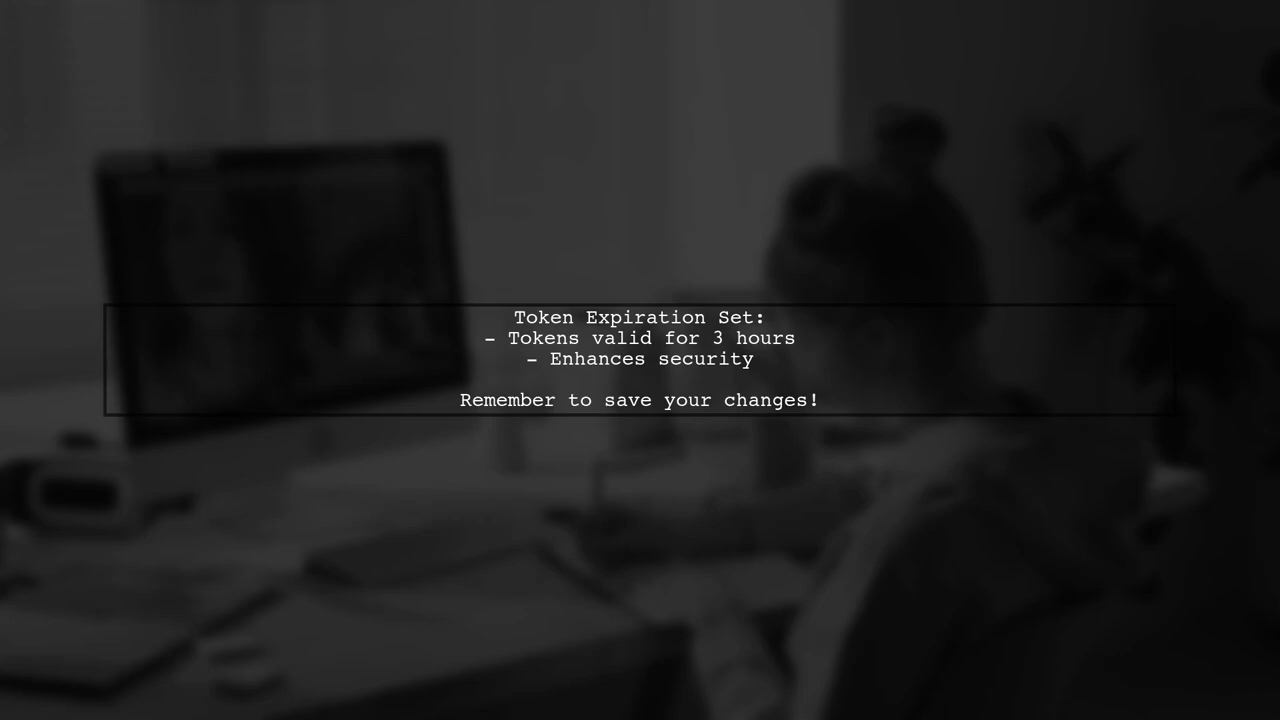 Token Expiration Set:
– Tokens valid for 3 hours
– Enhances security
Remember to save your changes!